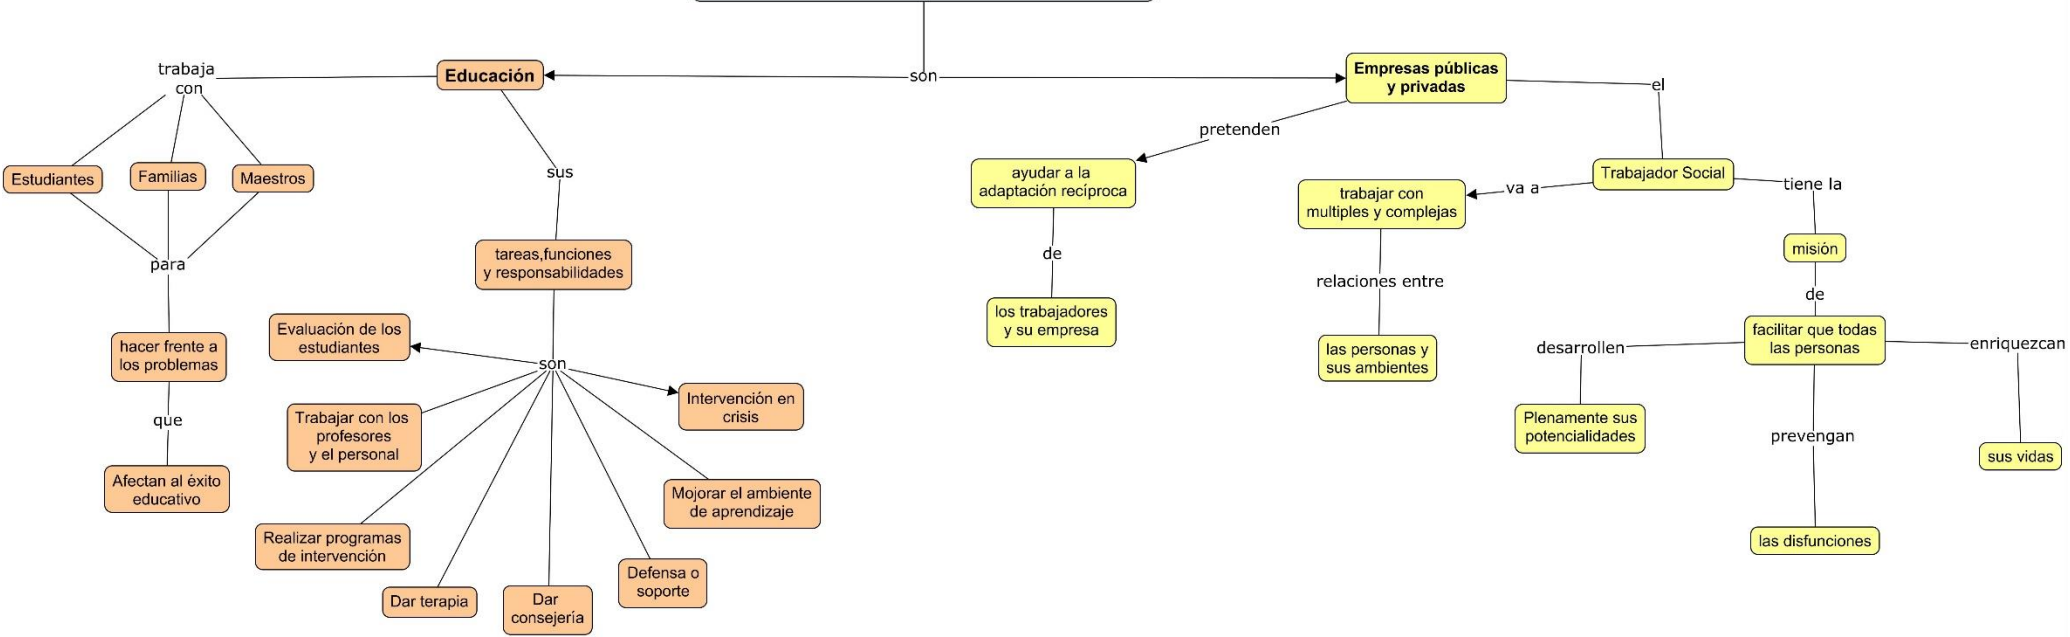 son
Educación
trabaja
con
Estudiantes
Familias
Maestros
para
hacer frente a
los problemas
que
Afectan al éxito
educativo
sus
tareas,funciones
y responsabilidades
son
Evaluación de los
estudiantes
Trabajar con los
profesores
y el personal
Realizar programas
de intervención
Dar terapia
Dar
consejería
Defensa o
soporte
Mojorar el ambiente
de aprendizaje
Intervención en
crisis
Empresas públicas
y privadas
pretenden
ayudar a la
adaptación recíproca
de
los trabajadores
y su empresa
el
Trabajador Social
va a
trabajar con
multiples y complejas
relaciones entre
las personas y
sus ambientes
tiene la
misión
de
facilitar que todas
las personas
desarrollen
Plenamente sus
potencialidades
prevengan
las disfunciones
enriquezcan
sus vidas